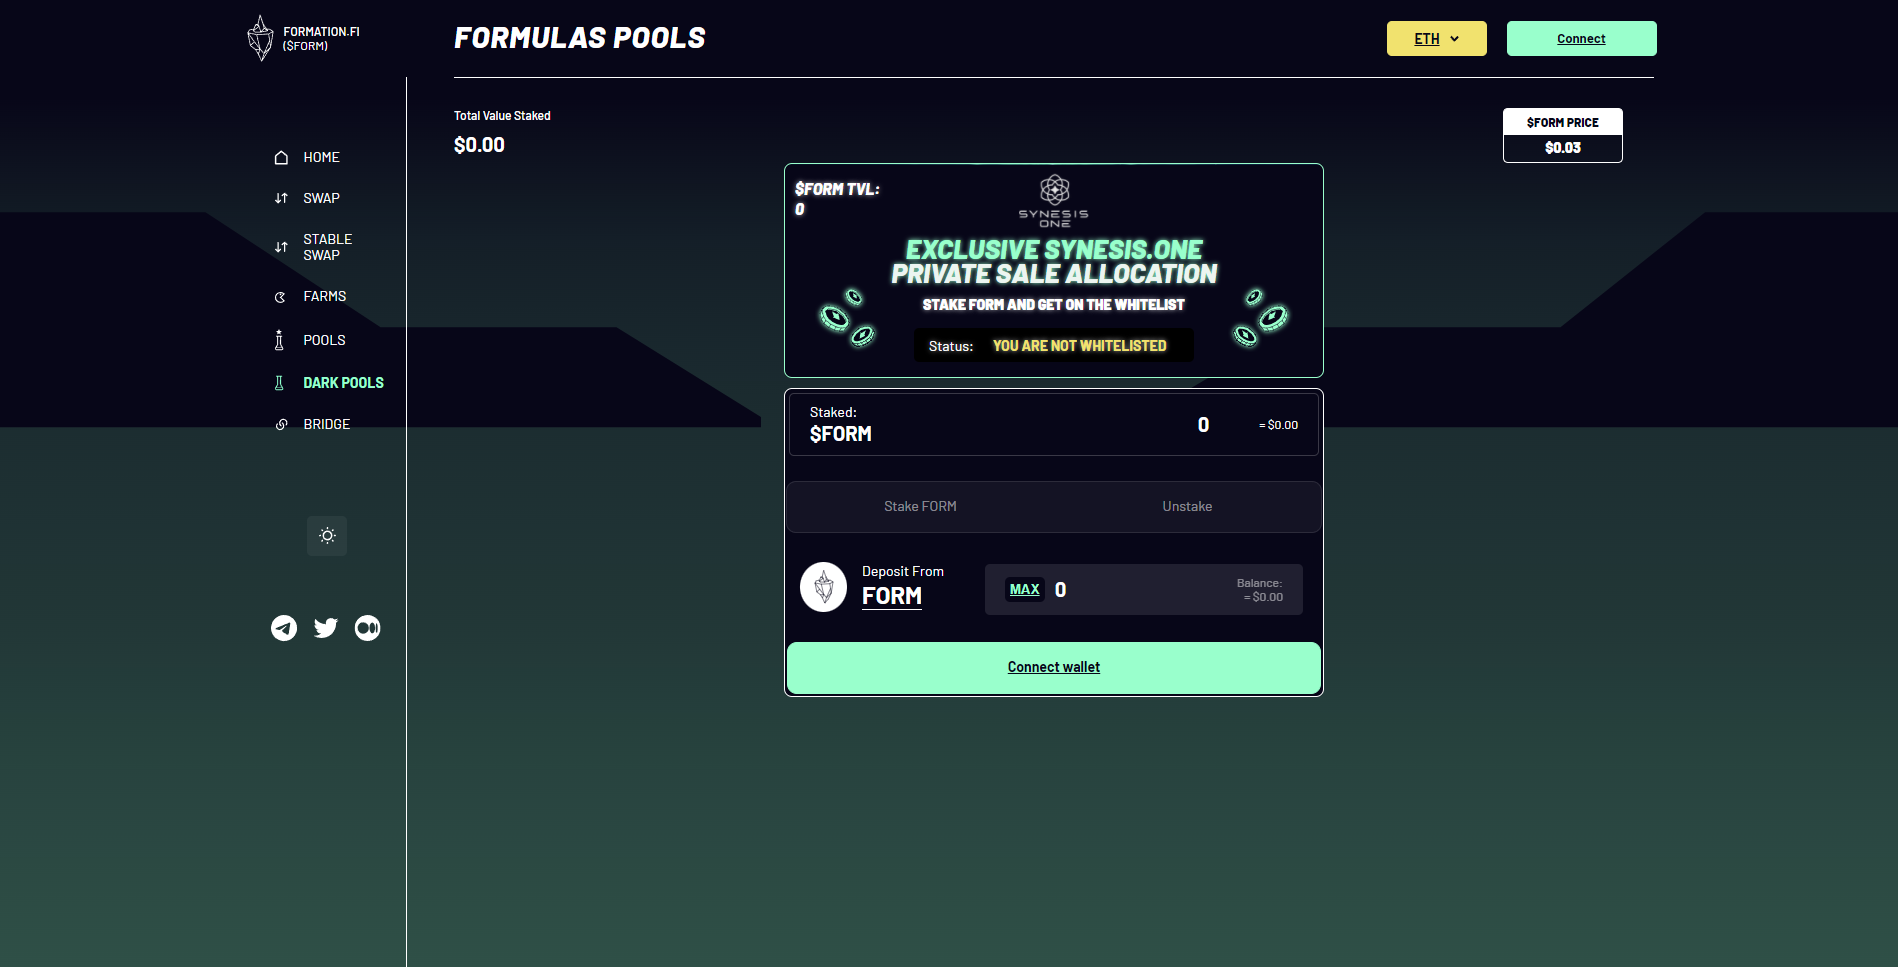 FORMATION.FI
($FORM)
FORMULAS POOLS
ETH
Connect
HOME
SWAP
STABLE
SWAP
FARMS
POOLS
DARK POOLS
BRIDGE
Total Value Staked
$0.00
$FORM PRICE
$0.03
$FORM TVL:
0
SYNESIS
ONE
EXCLUSIVE SYNESIS.ONE
PRIVATE SALE ALLOCATION
STAKE FORM AND GET ON THE WHITELIST
Status: YOU ARE NOT WHITELISTED
Staked:
$FORM
0
= $0.00
Stake FORM
Unstake
Deposit From
FORM
MAX 0
Balance:
= $0.00
Connect wallet